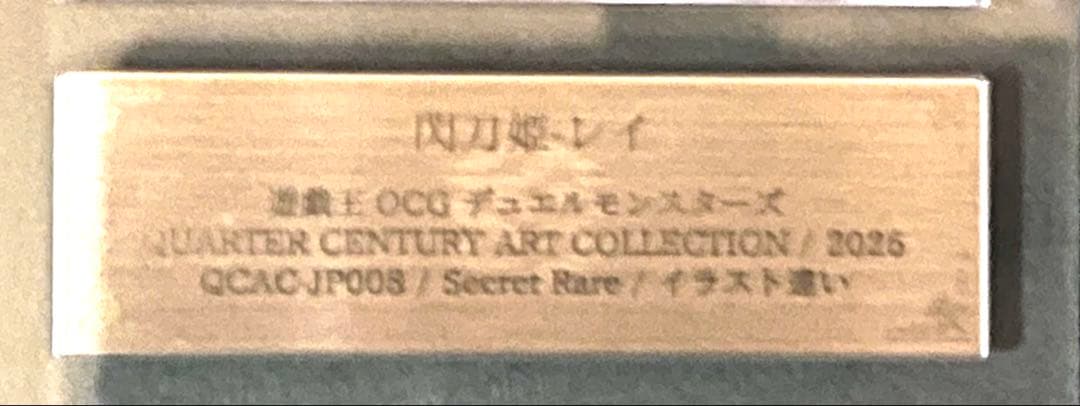 閃刀姫-レイ
遊戯王 OCG デュエルモンスターズ
QUARTER CENTURY ART COLLECTION / 2025
QCAC-JP008 / Secret Rare / イラスト違い